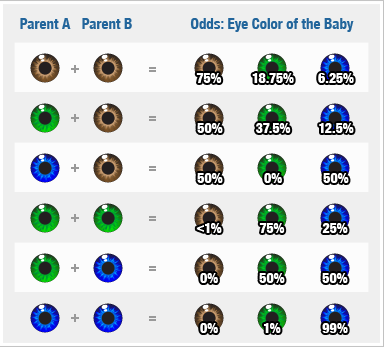 Parent A Parent B Odds: Eye Color of the Baby
+ = 75% 18.75% 6.25%
+ = 50% 37.5% 12.5%
+ = 50% 0% 50%
+ = <1% 75% 25%
+ = 0% 50% 50%
+ = 0% 1% 99%